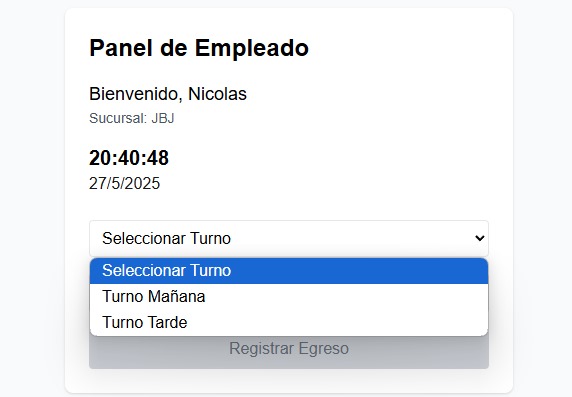 Panel de Empleado
Bienvenido, Nicolas
Sucursal: JBJ
20:40:48
27/5/2025
Seleccionar Turno
Seleccionar Turno
Turno Mañana
Turno Tarde
Registrar Egreso